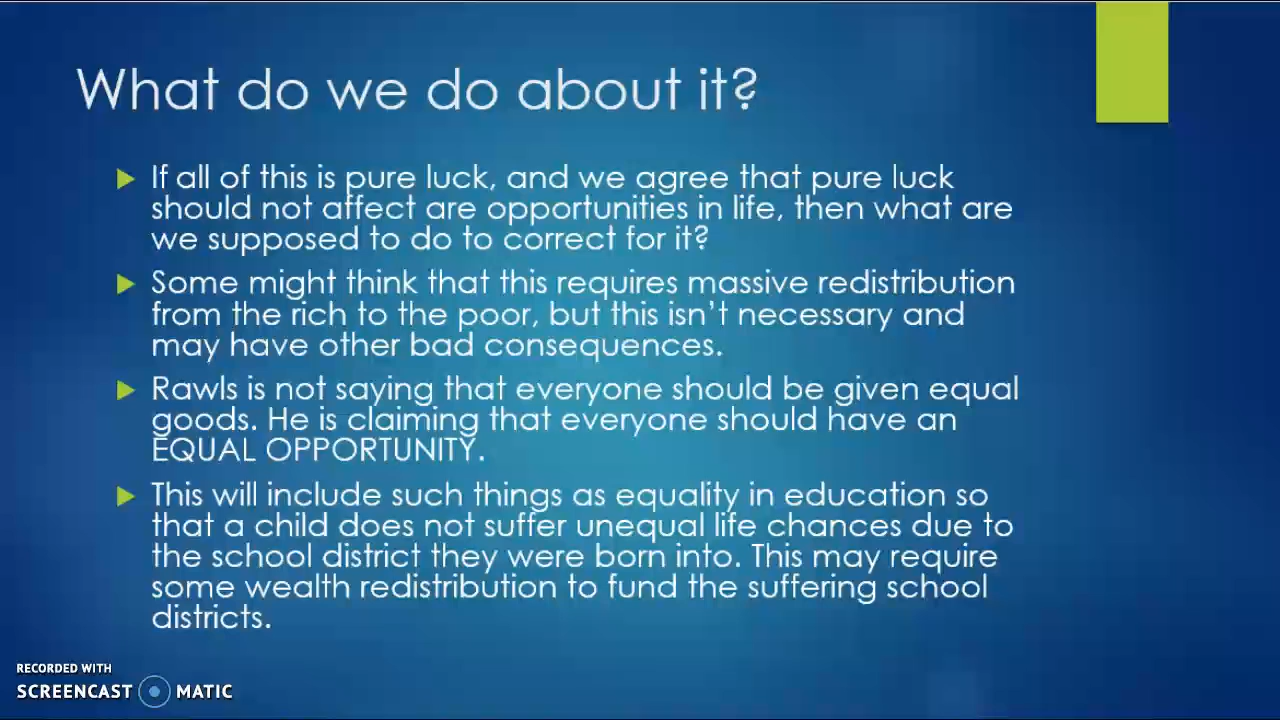 What do we do about it?
If all of this is pure luck, and we agree that pure luck
should not affect are opportunities in life, then what are
we supposed to do to correct for it?
Some might think that this requires massive redistribution
from the rich to the poor, but this isn't necessary and
may have other bad consequences.
Rawls is not saying that everyone should be given equal
goods. He is claiming that everyone should have an
EQUAL OPPORTUNITY.
This will include such things as equality in education so
that a child does not suffer unequal life chances due to
the school district they were born into. This may require
some wealth redistribution to fund the suffering school
districts.
RECORDED WITH
SCREENCAST MATIC